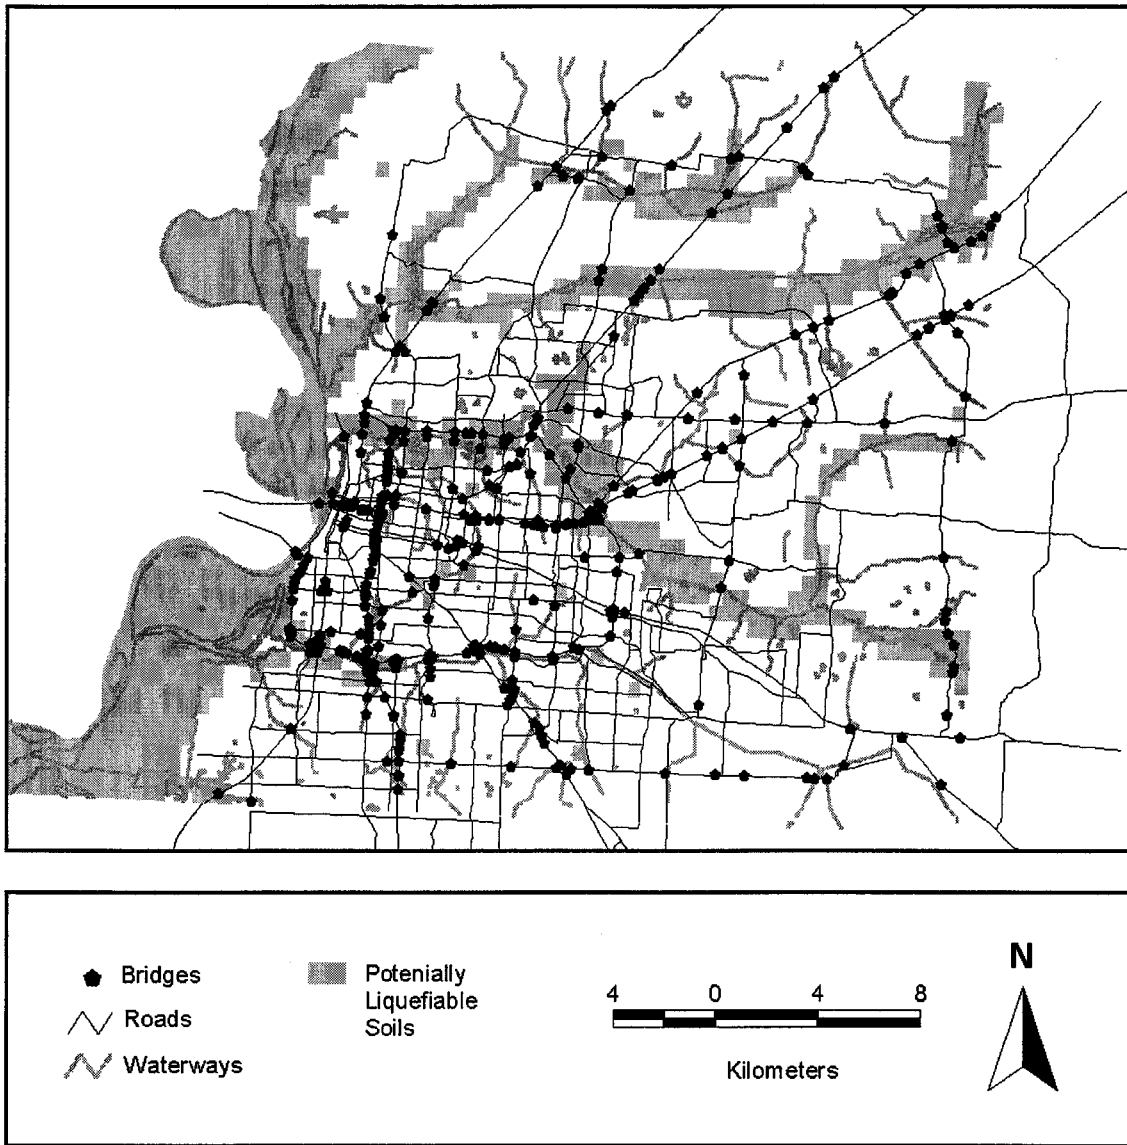 Bridges
Roads
Waterways
Potenially
Liquefiable
Soils
4 0 4 8
Kilometers
N